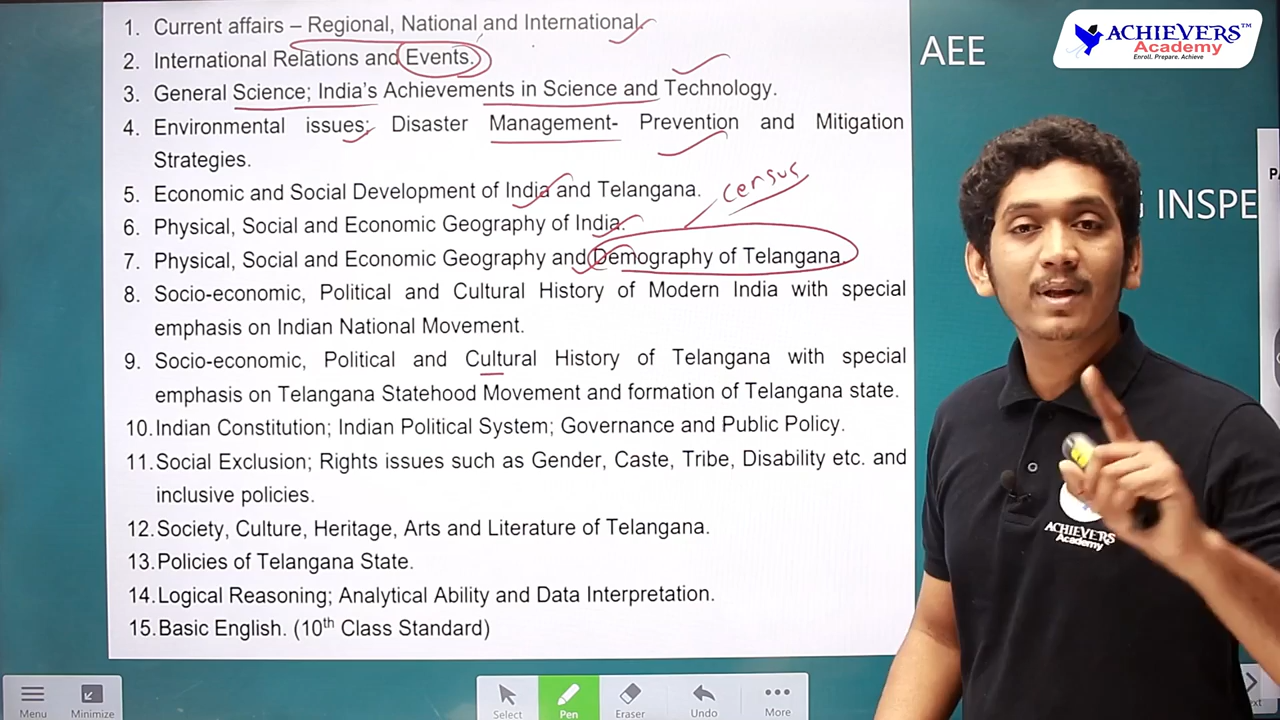 1. Current affairs – Regional, National and International.
2. International Relations and Events.
3. General Science; India's Achievements in Science and Technology.
4. Environmental issues; Disaster Management- Prevention and Mitigation
Strategies.
5. Economic and Social Development of India and Telangana.
census
6. Physical, Social and Economic Geography of India.
7. Physical, Social and Economic Geography and Demography of Telangana.
8. Socio-economic, Political and Cultural History of Modern India with special
emphasis on Indian National Movement.
9. Socio-economic, Political and Cultural History of Telangana with special
emphasis on Telangana Statehood Movement and formation of Telangana state.
10. Indian Constitution; Indian Political System; Governance and Public Policy.
11. Social Exclusion; Rights issues such as Gender, Caste, Tribe, Disability etc. and
inclusive policies.
12. Society, Culture, Heritage, Arts and Literature of Telangana.
13. Policies of Telangana State.
14. Logical Reasoning; Analytical Ability and Data Interpretation.
15. Basic English. (10th Class Standard)
AEE
ACHIEVERS™
Academy
Enroll. Prepare. Achieve
INSPE
ACHIEVERS
Academy
Menu
Minimize
Select
Pen
Eraser
Undo
More